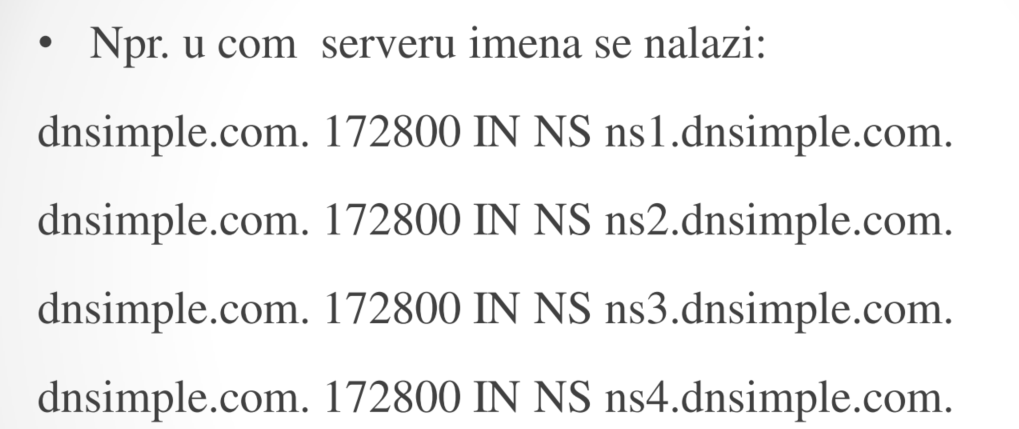 • Npr. u com serveru imena se nalazi:
dnsimple.com. 172800 IN NS ns1.dnsimple.com.
dnsimple.com. 172800 IN NS ns2.dnsimple.com.
dnsimple.com. 172800 IN NS ns3.dnsimple.com.
dnsimple.com. 172800 IN NS ns4.dnsimple.com.